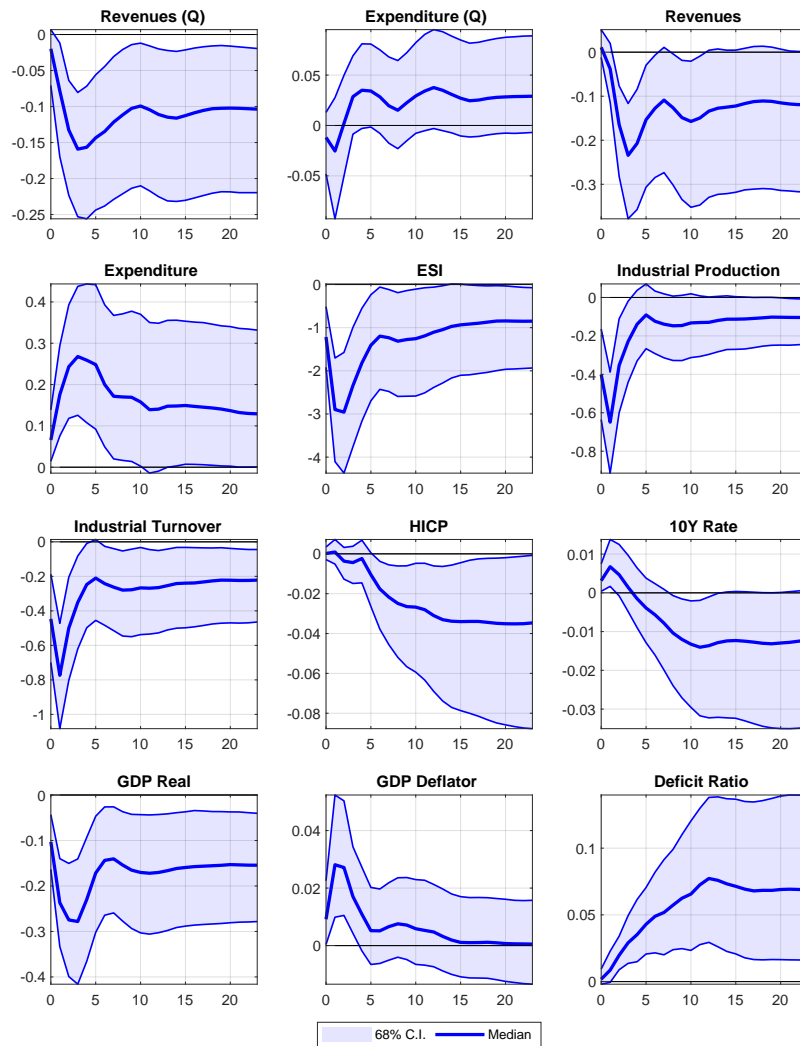 Revenues (Q) Expenditure (Q) Revenues
0 -0.05 -0.1 -0.15 -0.2 -0.25
0.05 0 -0.05
0 -0.1 -0.2 -0.3
0 5 10 15 20 0 5 10 15 20 0 5 10 15 20
Expenditure ESI Industrial Production
0.4 0.3 0.2 0.1 0
0 -1 -2 -3 -4
0 -0.2 -0.4 -0.6 -0.8
0 5 10 15 20 0 5 10 15 20 0 5 10 15 20
Industrial Turnover HICP 10Y Rate
0 -0.2 -0.4 -0.6 -0.8 -1
0 -0.02 -0.04 -0.06 -0.08
0.01 0 -0.01 -0.02 -0.03
0 5 10 15 20 0 5 10 15 20 0 5 10 15 20
GDP Real GDP Deflator Deficit Ratio
0 -0.1 -0.2 -0.3 -0.4
0.04 0.02 0
0.1 0.05 0
0 5 10 15 20 0 5 10 15 20 0 5 10 15 20
68% C.I. Median